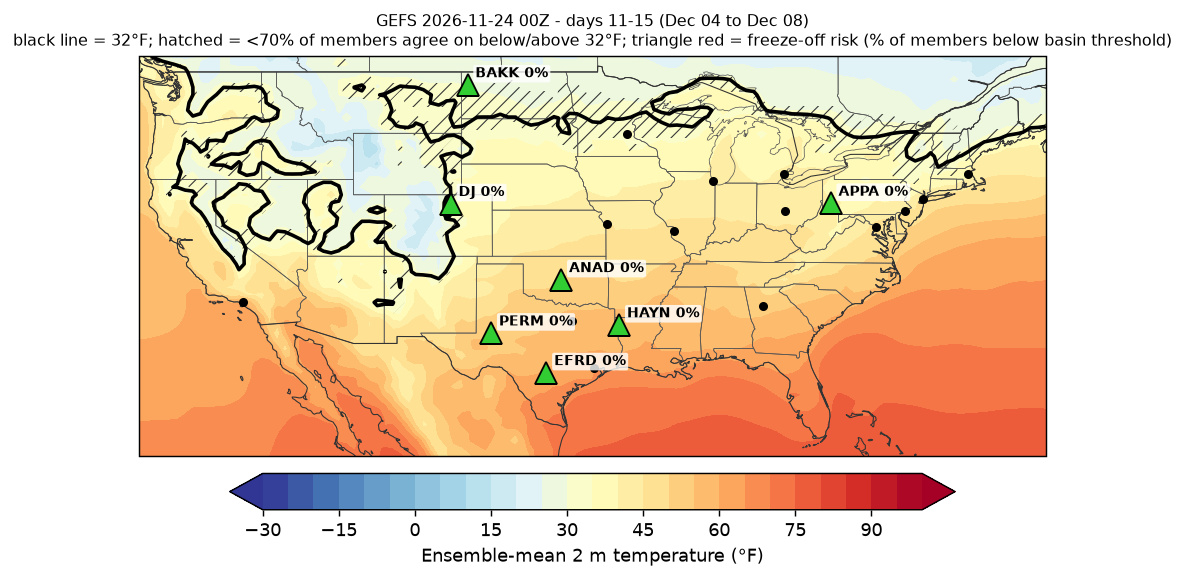 GEFS 2026-11-24 00Z - days 11-15 (Dec 04 to Dec 08)
black line = 32°F; hatched = <70% of members agree on below/above 32°F; triangle red = freeze-off risk (% of members below basin threshold)
BAKK 0%
DJ 0%
APPA 0%
ANAD 0%
HAYN 0%
PERM 0%
EFRD 0%
−30 −15 0 15 30 45 60 75 90
Ensemble-mean 2 m temperature (°F)